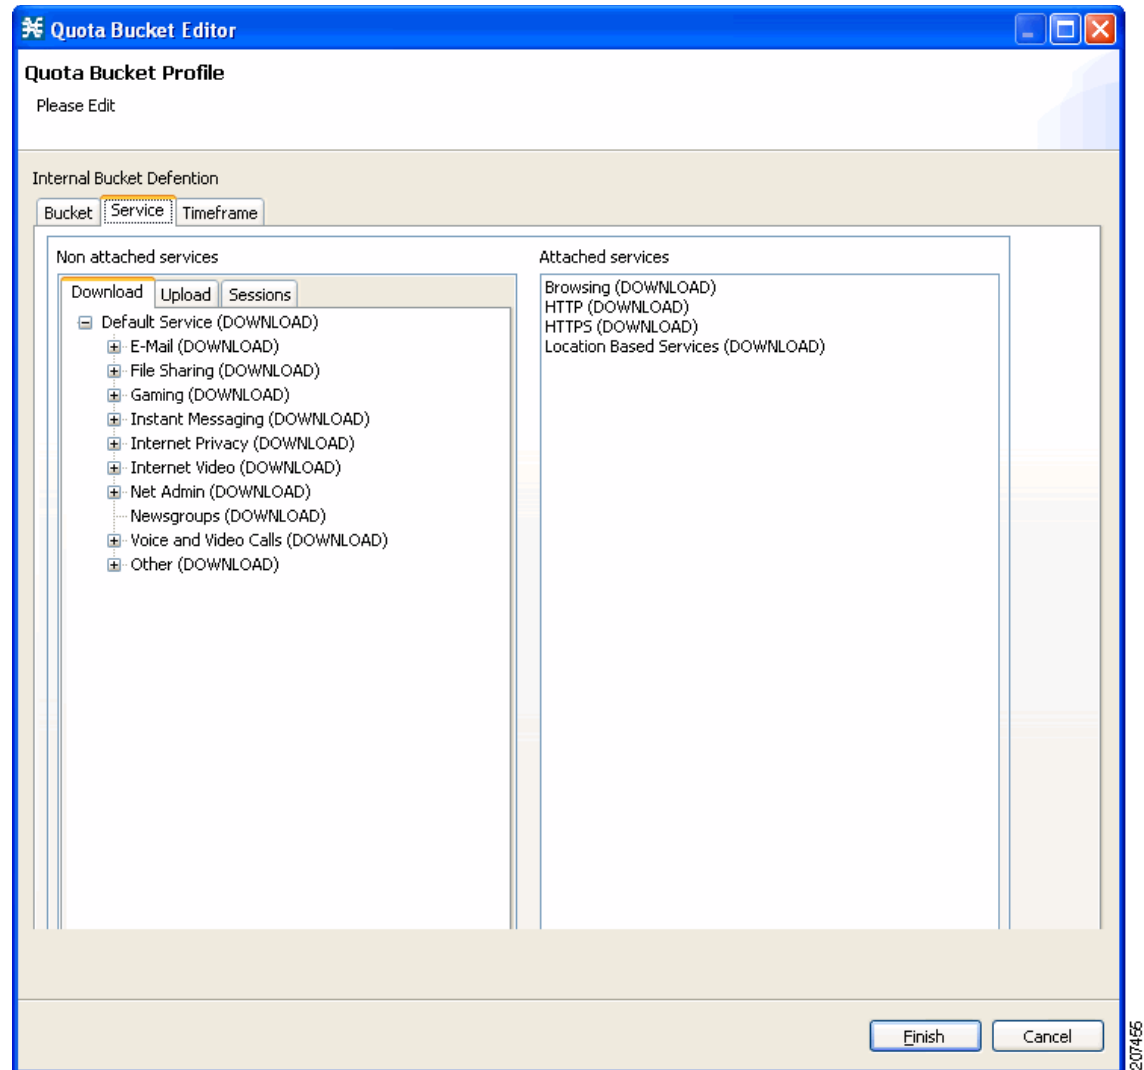 Quota Bucket Editor
Quota Bucket Profile
Please Edit
Internal Bucket Defention
Bucket Service Timeframe
Non attached services
Download Upload Sessions
Default Service (DOWNLOAD)
E-Mail (DOWNLOAD)
File Sharing (DOWNLOAD)
Gaming (DOWNLOAD)
Instant Messaging (DOWNLOAD)
Internet Privacy (DOWNLOAD)
Internet Video (DOWNLOAD)
Net Admin (DOWNLOAD)
Newsgroups (DOWNLOAD)
Voice and Video Calls (DOWNLOAD)
Other (DOWNLOAD)
Attached services
Browsing (DOWNLOAD)
HTTP (DOWNLOAD)
HTTPS (DOWNLOAD)
Location Based Services (DOWNLOAD)
Finish Cancel
207466